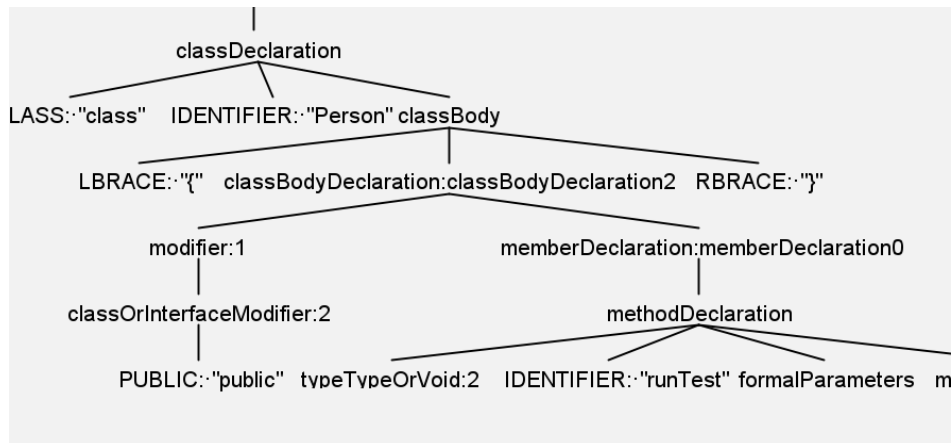 classDeclaration
LASS:·"class" IDENTIFIER:·"Person" classBody
LBRACE:·"{" classBodyDeclaration:classBodyDeclaration2 RBRACE:·"}"
modifier:1 memberDeclaration:memberDeclaration0
classOrInterfaceModifier:2 methodDeclaration
PUBLIC:·"public" typeTypeOrVoid:2 IDENTIFIER:·"runTest" formalParameters m